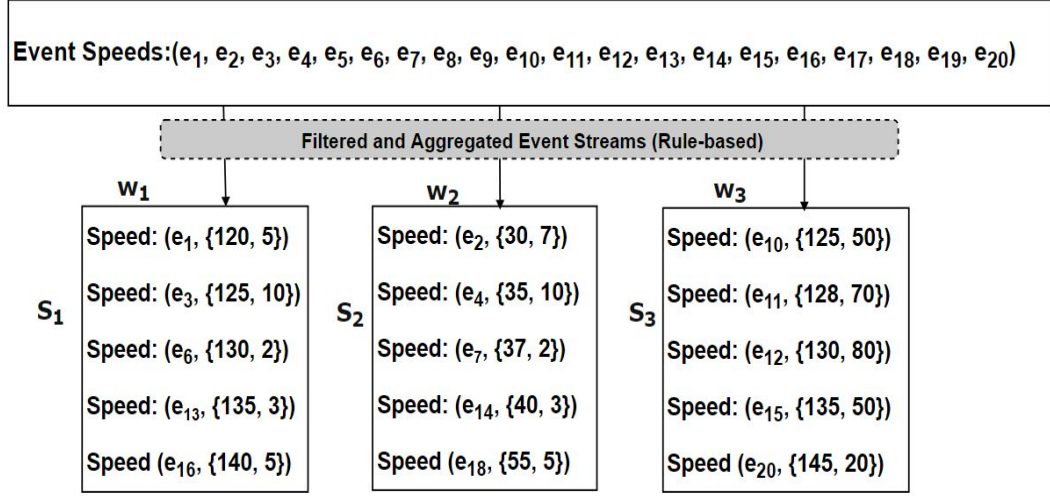 Event Speeds:(e₁, e₂, e₃, e₄, e₅, e₆, e₇, e₈, e₉, e₁₀, e₁₁, e₁₂, e₁₃, e₁₄, e₁₅, e₁₆, e₁₇, e₁₈, e₁₉, e₂₀)
Filtered and Aggregated Event Streams (Rule-based)
w₁
S₁
Speed: (e₁, {120, 5})
Speed: (e₃, {125, 10})
Speed: (e₆, {130, 2})
Speed: (e₁₃, {135, 3})
Speed (e₁₆, {140, 5})
w₂
S₂
Speed: (e₂, {30, 7})
Speed: (e₄, {35, 10})
Speed: (e₇, {37, 2})
Speed: (e₁₄, {40, 3})
Speed (e₁₈, {55, 5})
w₃
S₃
Speed: (e₁₀, {125, 50})
Speed: (e₁₁, {128, 70})
Speed: (e₁₂, {130, 80})
Speed: (e₁₅, {135, 50})
Speed (e₂₀, {145, 20})